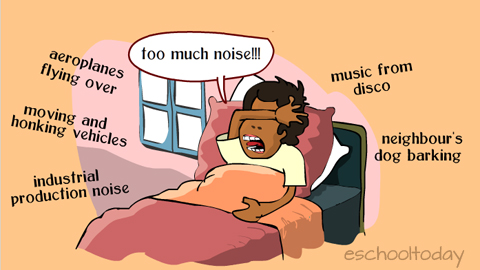 too much noise!!!
aeroplanes
flying over
moving and
honking vehicles
industrial
production noise
music from
disco
neighbour's
dog barking
eschooltoday